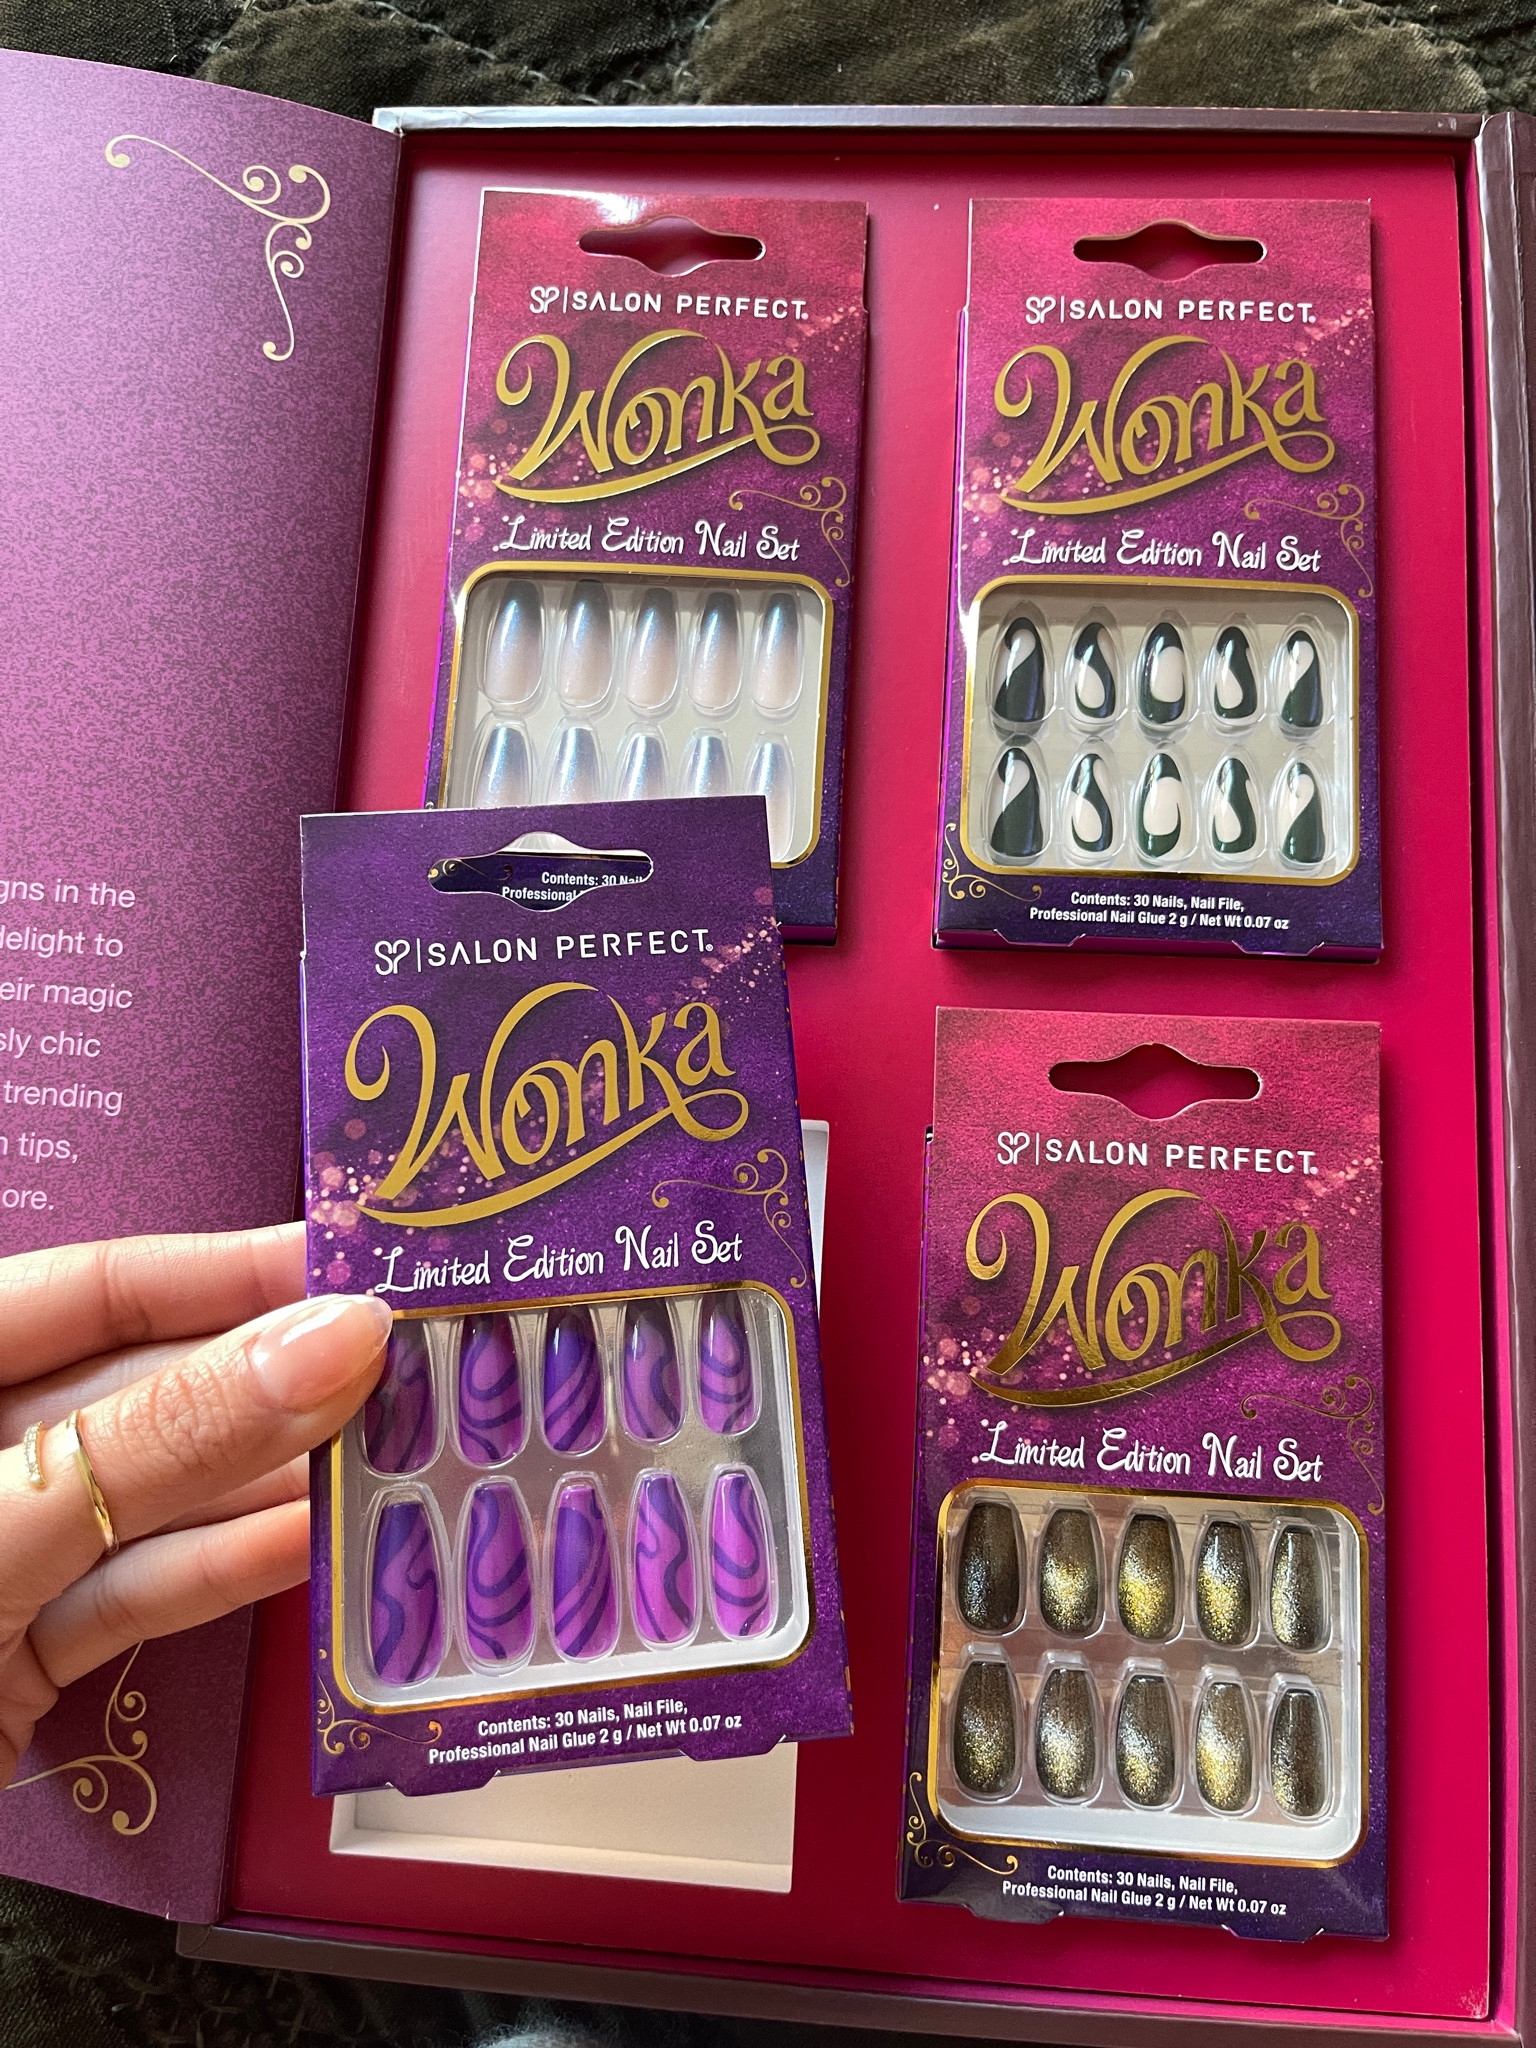 SP|SALON PERFECT®
Wonka
Limited Edition Nail Set
SP|SALON PERFECT®
Wonka
Limited Edition Nail Set
Contents: 30 Nails, Nail File,
Professional Nail Glue 2 g / Net Wt 0.07 oz
in the
delight to
magic
chic
trending
tips,
Contents: 30
Professional
SP|SALON PERFECT®
Wonka
Limited Edition Nail Set
Contents: 30 Nails, Nail File,
Professional Nail Glue 2 g / Net Wt 0.07 oz
SP|SALON PERFECT®
Wonka
Limited Edition Nail Set
Contents: 30 Nails, Nail File,
Professional Nail Glue 2 g / Net Wt 0.07 oz